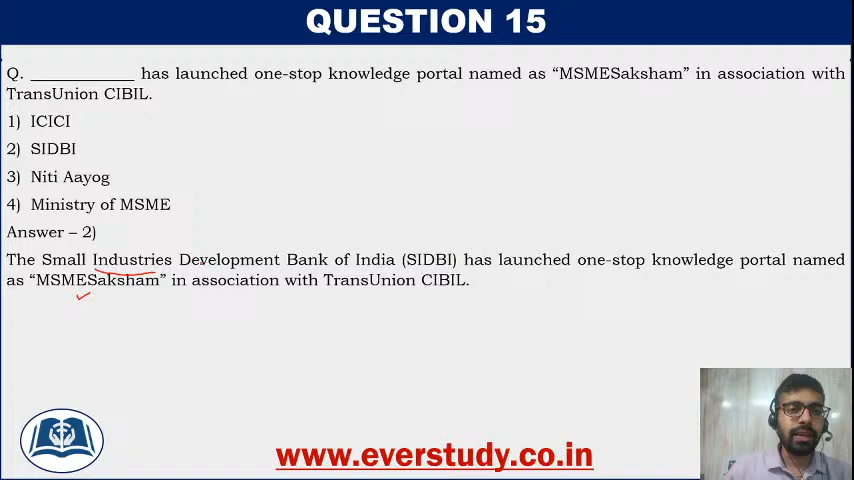 QUESTION 15
Q. ____________ has launched one-stop knowledge portal named as “MSMESaksham” in association with
TransUnion CIBIL.
1) ICICI
2) SIDBI
3) Niti Aayog
4) Ministry of MSME
Answer – 2)
The Small Industries Development Bank of India (SIDBI) has launched one-stop knowledge portal named
as “MSMESaksham” in association with TransUnion CIBIL.
www.everstudy.co.in